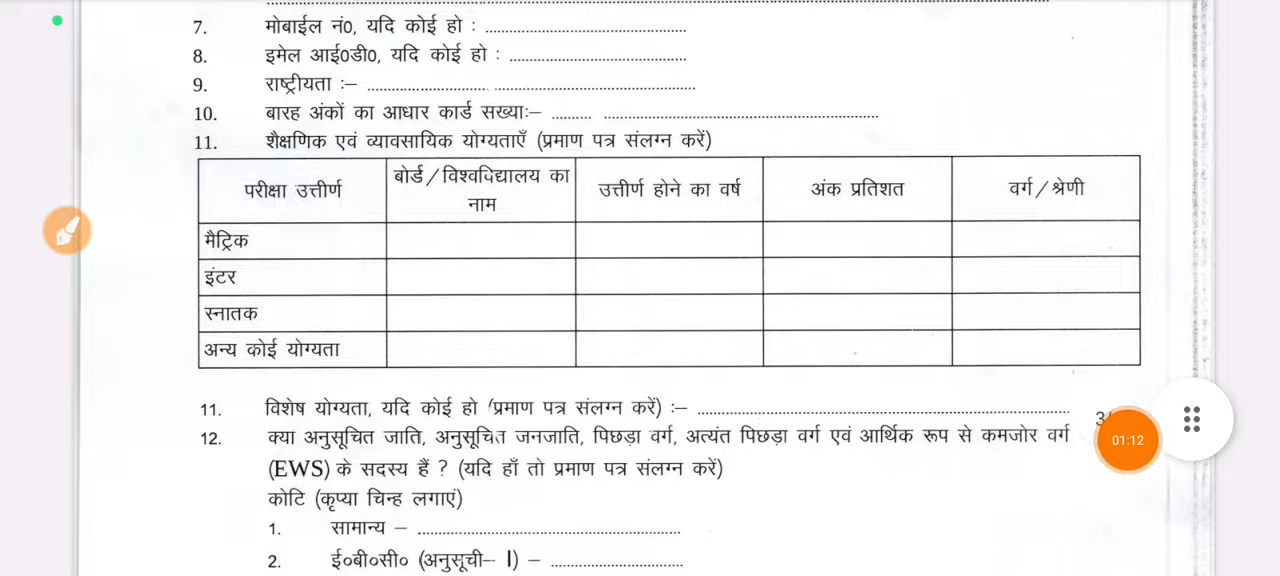 7. मोबाईल नं0, यदि कोई हो : ................................................
8. इमेल आई0डी0, यदि कोई हो : ..........................................
9. राष्ट्रीयता :– ............................. ................................................
10. बारह अंकों का आधार कार्ड सख्याः– .......... ..................................................................
11. शैक्षणिक एवं व्यावसायिक योग्यताएँ (प्रमाण पत्र संलग्न करें)
परीक्षा उत्तीर्ण बोर्ड/विश्वविद्यालय का नाम उत्तीर्ण होने का वर्ष अंक प्रतिशत वर्ग/श्रेणी
मैट्रिक
इंटर
स्नातक
अन्य कोई योग्यता
11. विशेष योग्यता, यदि कोई हो (प्रमाण पत्र संलग्न करें) :– ..........................................................................................
12. क्या अनुसूचित जाति, अनुसूचित जनजाति, पिछड़ा वर्ग, अत्यंत पिछड़ा वर्ग एवं आर्थिक रूप से कमजोर वर्ग
(EWS) के सदस्य हैं ? (यदि हाँ तो प्रमाण पत्र संलग्न करें)
कोटि (कृप्या चिन्ह लगाएं)
1. सामान्य – ...............................................................
2. ई०बी०सी० (अनुसूची– I) – ................................
01:12